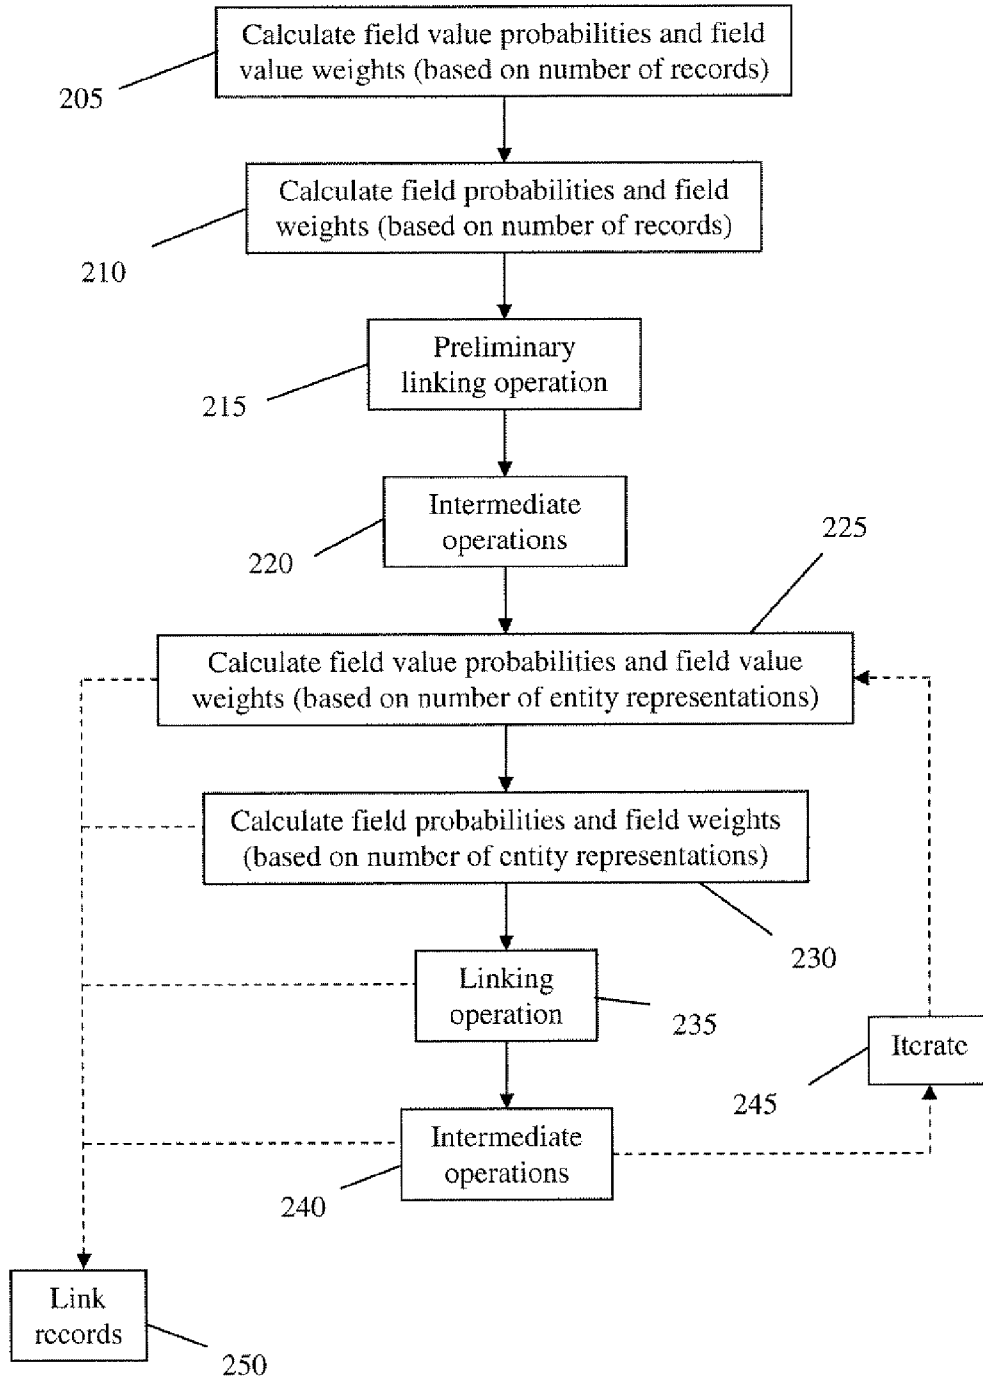 Calculate field value probabilities and field
value weights (based on number of records)
205
Calculate field probabilities and field
weights (based on number of records)
210
Preliminary
linking operation
215
Intermediate
operations
220
225
Calculate field value probabilities and field value
weights (based on number of entity representations)
Calculate field probabilities and field weights
(based on number of entity representations)
230
Linking
operation
235
Iterate
245
Intermediate
operations
240
Link
records
250